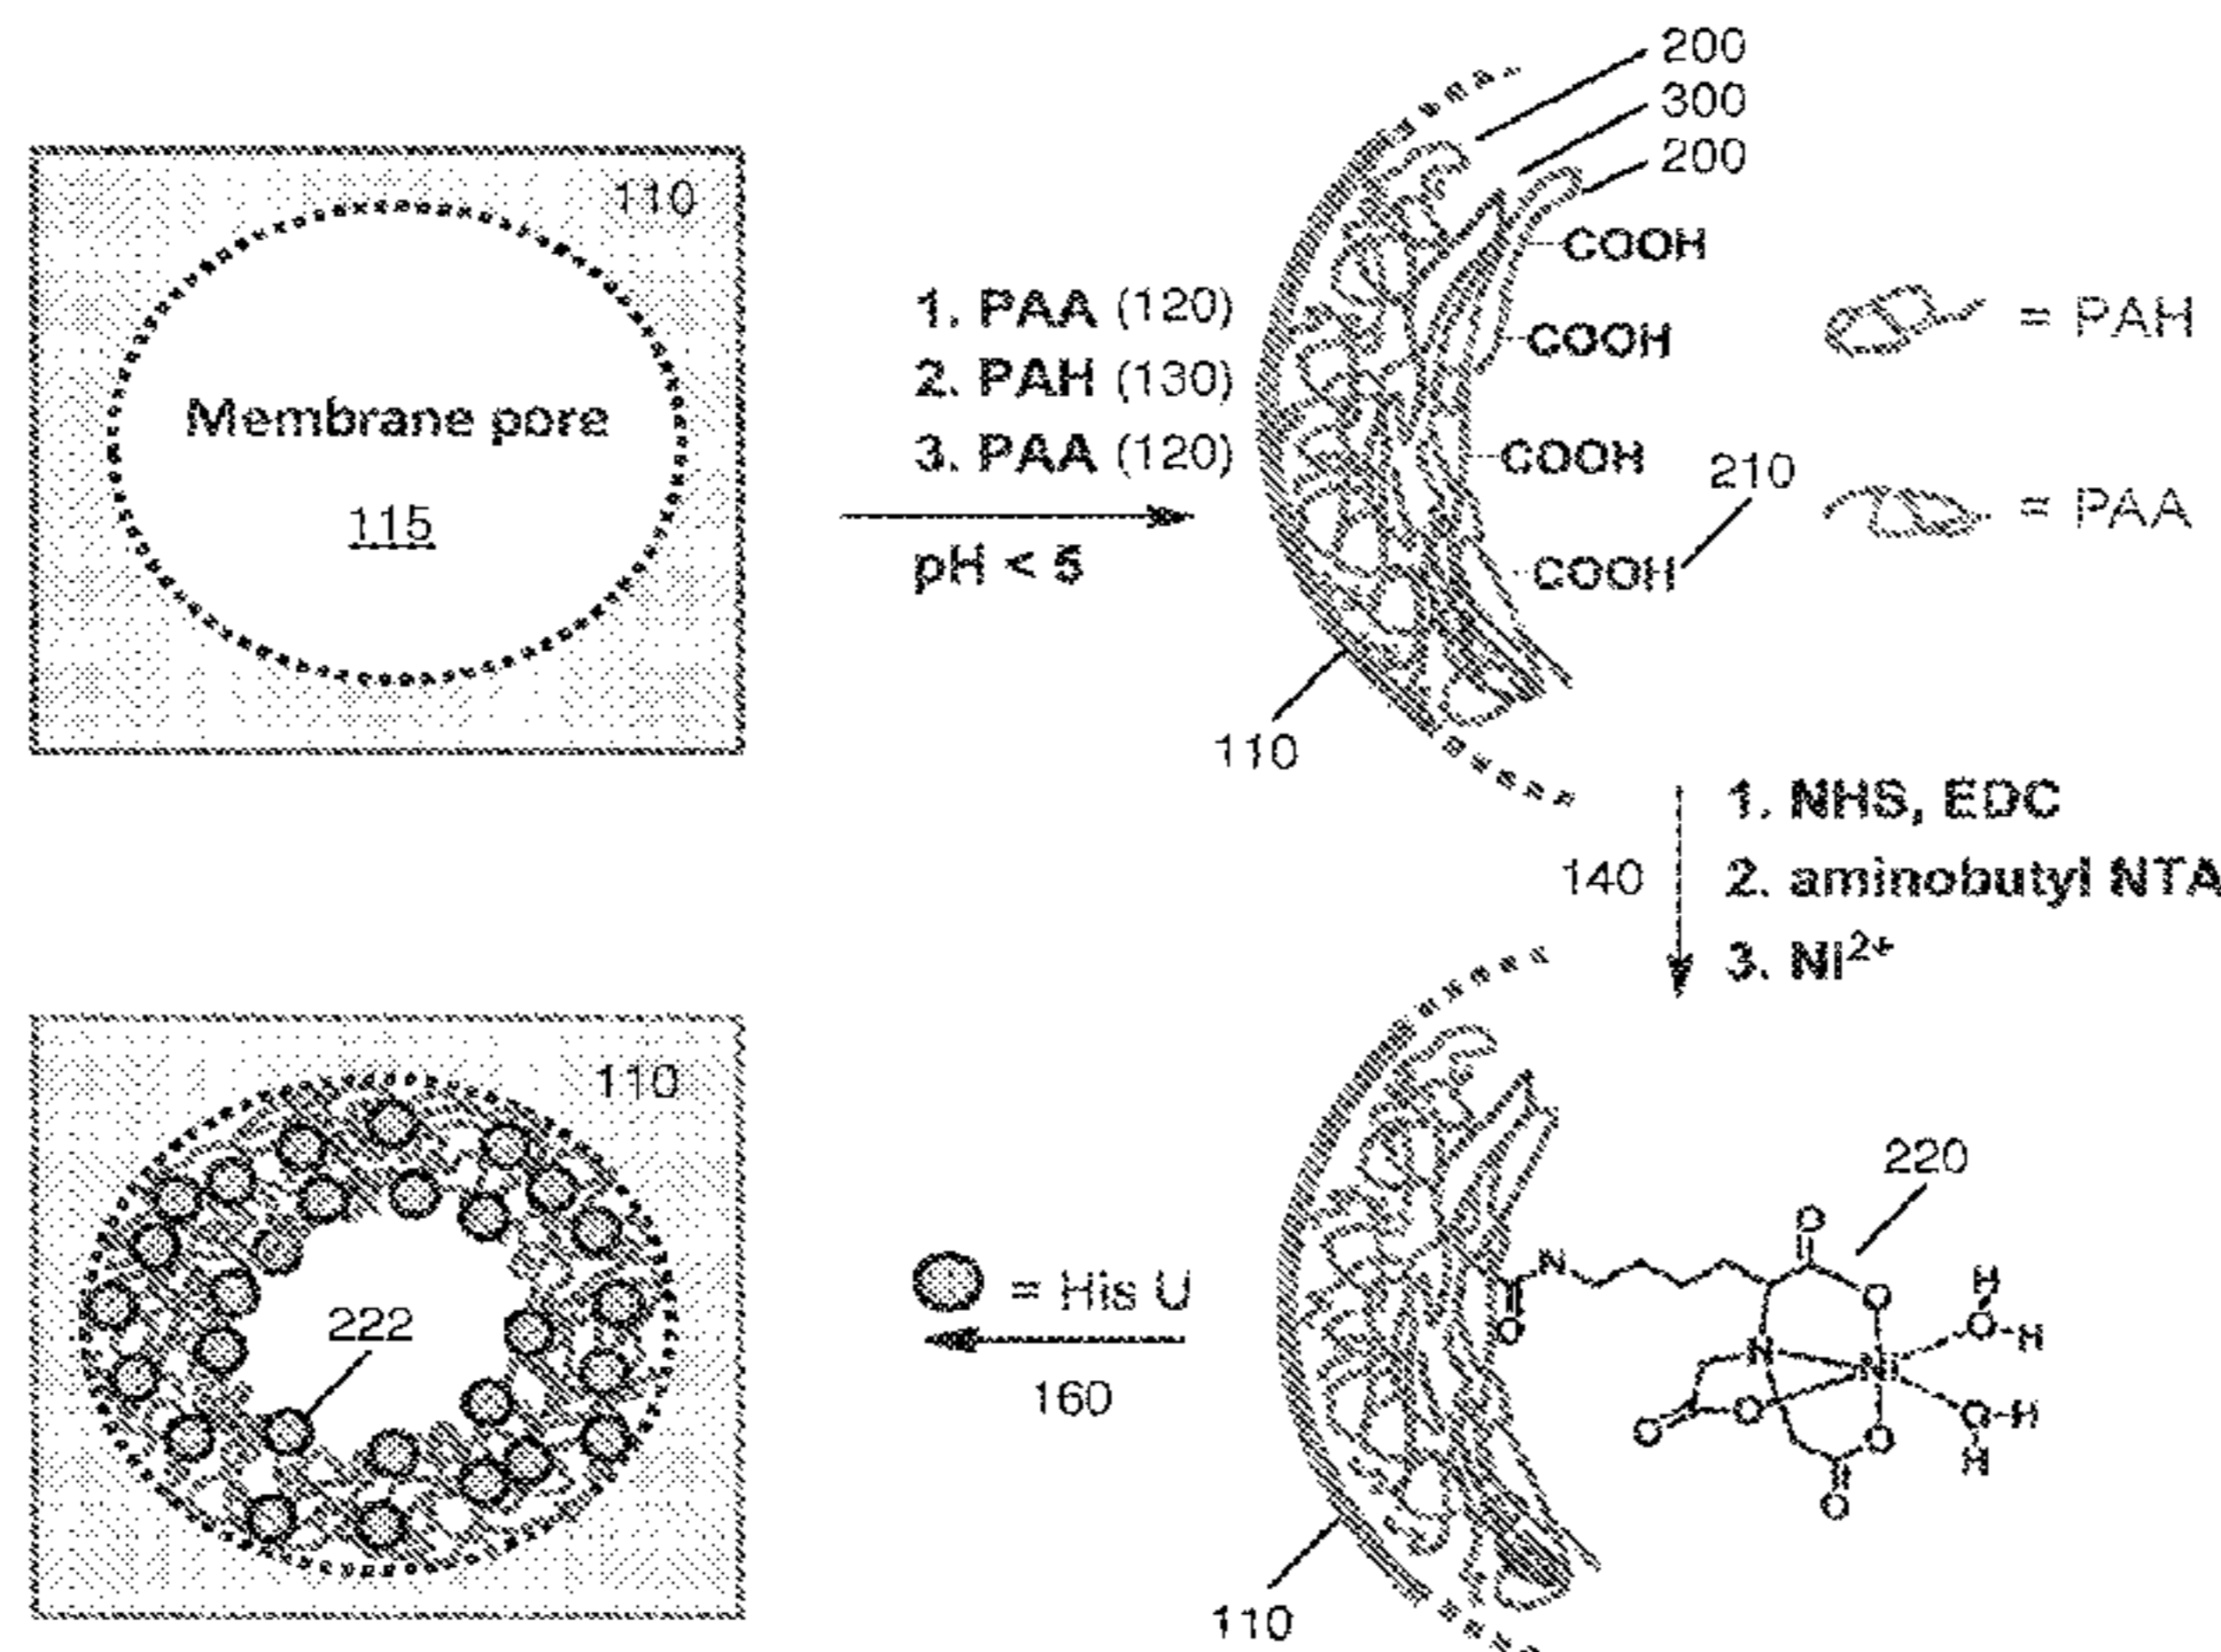 110
Membrane pore
115
1. PAA (120)
2. PAH (130)
3. PAA (120)
pH < 5
200
300
200
COOH
COOH
COOH
210
COOH
110
= PAH
= PAA
140
1. NHS, EDC
2. aminobutyl NTA
3. Ni²⁺
220
N
O
O
O
N
Ni
O
O
O
O
O
H
H
O
H
H
110
= His U
160
110
222